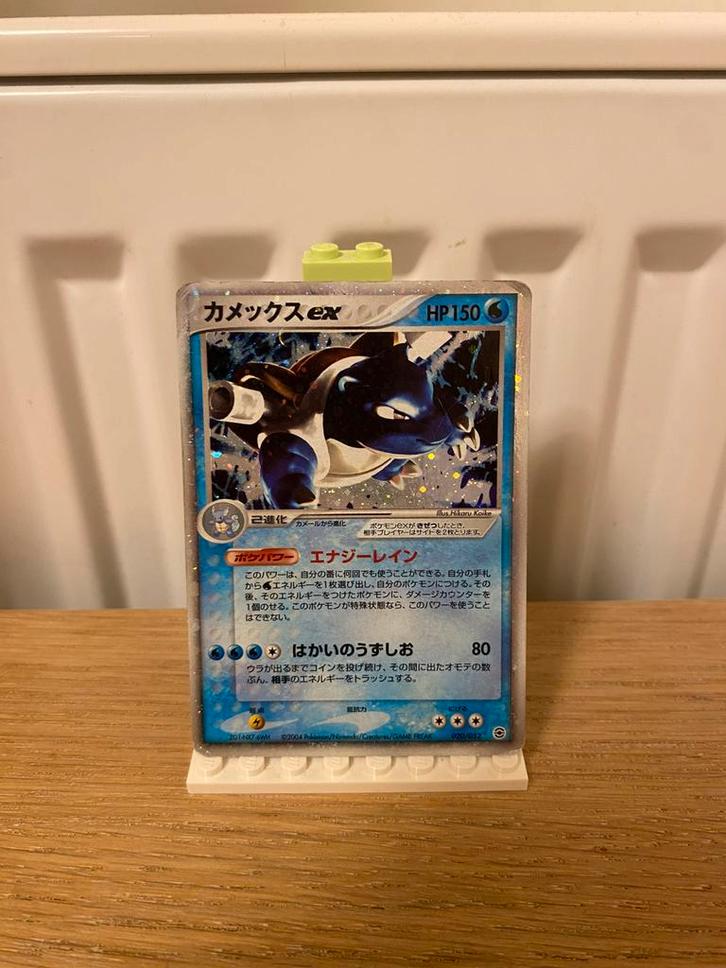 カメックスex HP150
Illus. Hikaru Koike
2進化 カメールから進化
ポケモンexがきぜつしたとき、
相手プレイヤーはサイドを2枚とります。
ポケパワー エナジーレイン
このパワーは、自分の番に何回でも使うことができる。自分の手札
から エネルギーを1枚選び出し、自分のポケモンにつける。その
後、そのエネルギーをつけたポケモンに、ダメージカウンターを
1個のせる。このポケモンが特殊状態なら、このパワーを使うこと
はできない。
はかいのうずしお 80
ウラが出るまでコインを投げ続け、その間に出たオモテの数
ぶん、相手のエネルギーをトラッシュする。
弱点 抵抗力 にげる
©2004 Pokémon/Nintendo/Creatures/GAME FREAK 020/052